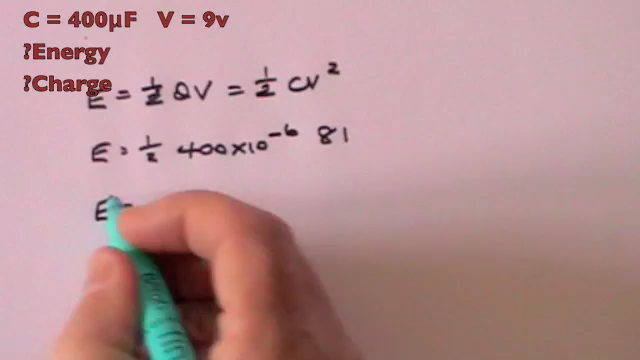 C = 400µF V = 9v
?Energy
?Charge
E = 1/2 QV = 1/2 CV²
E = 1/2 400×10⁻⁶ 81
E =